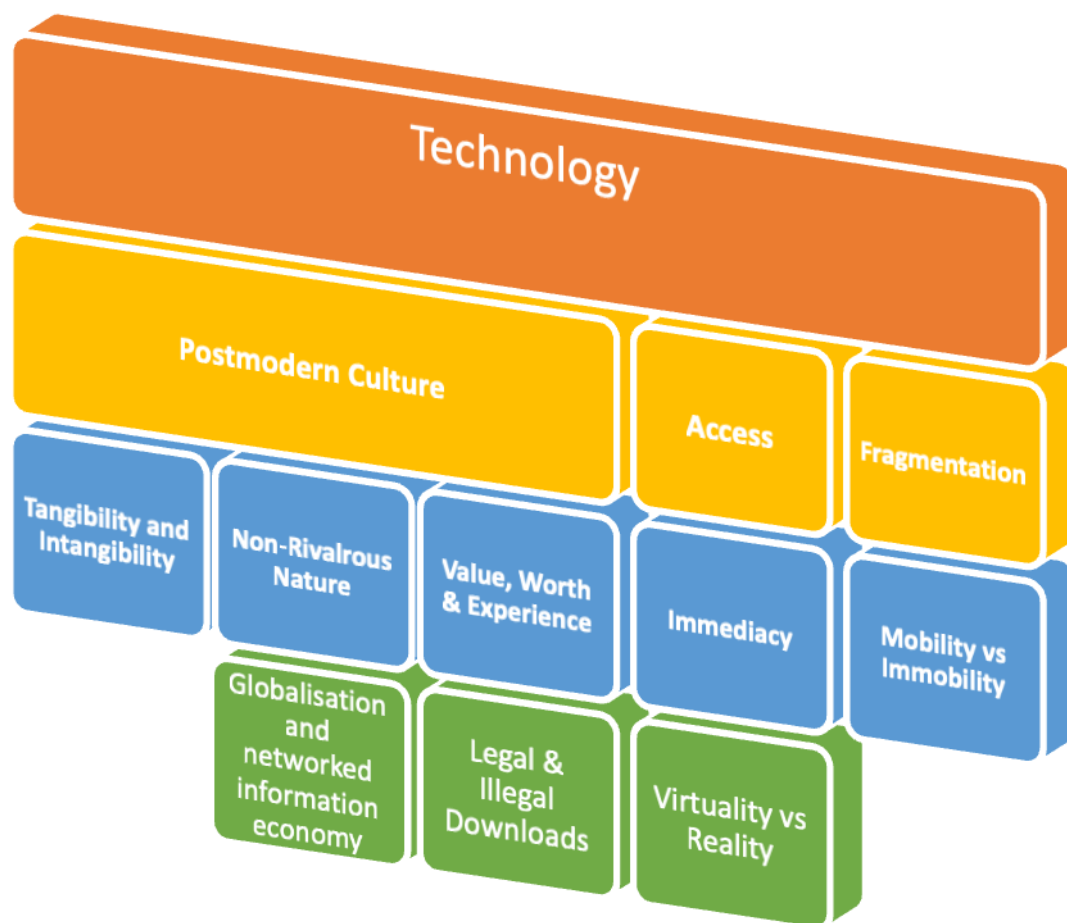 Technology
Postmodern Culture
Access
Fragmentation
Tangibility and
Intangibility
Non-Rivalrous
Nature
Value, Worth
& Experience
Immediacy
Mobility vs
Immobility
Globalisation
and
networked
information
economy
Legal &
Illegal
Downloads
Virtuality vs
Reality